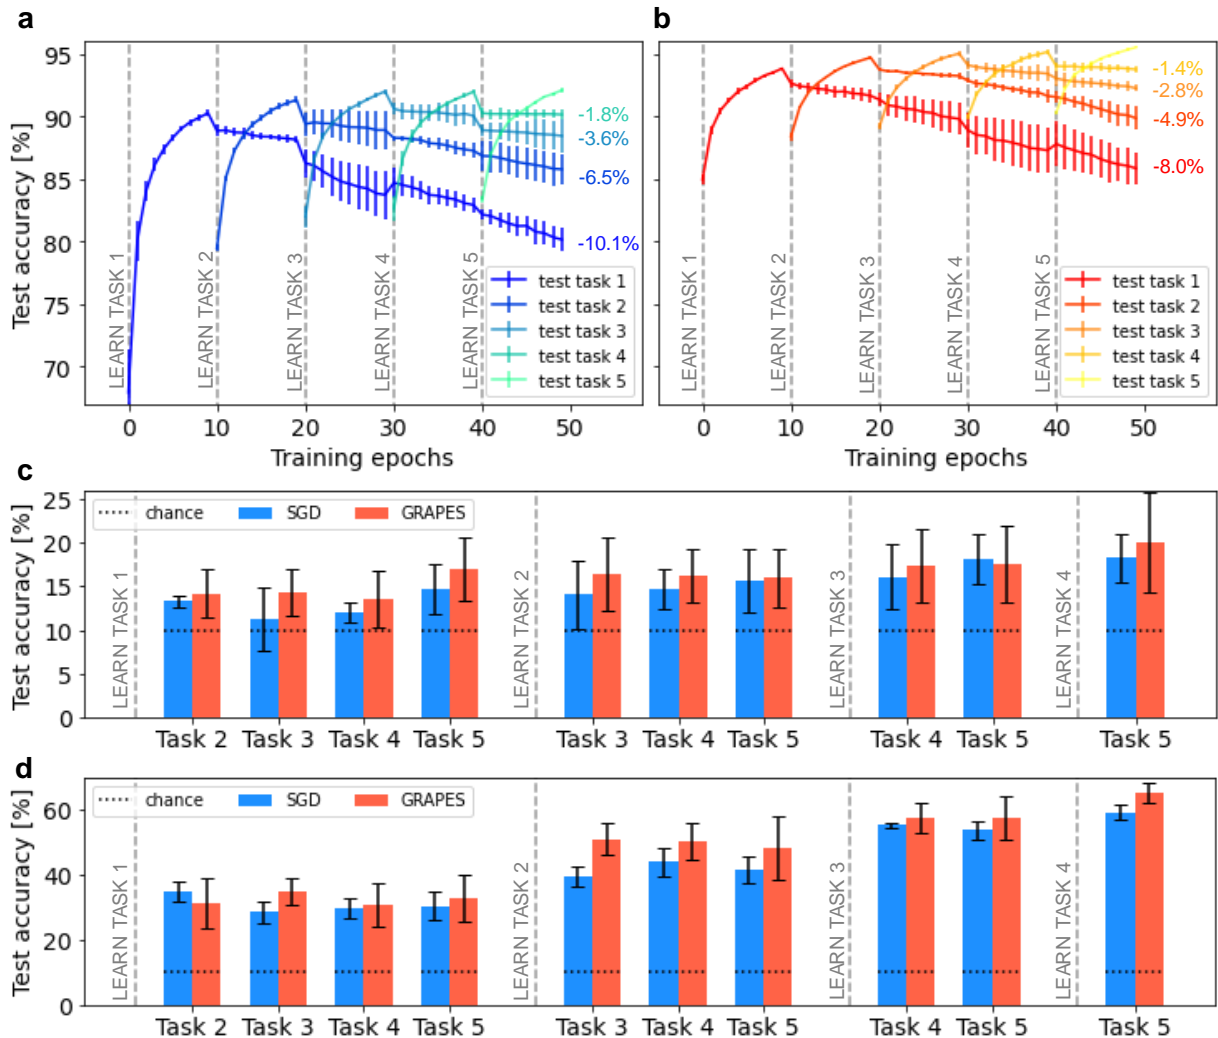 a
b
Test accuracy [%]
95
90
85
80
75
70
LEARN TASK 1
LEARN TASK 2
LEARN TASK 3
LEARN TASK 4
LEARN TASK 5
-1.8%
-3.6%
-6.5%
-10.1%
test task 1
test task 2
test task 3
test task 4
test task 5
0 10 20 30 40 50
Training epochs
LEARN TASK 1
LEARN TASK 2
LEARN TASK 3
LEARN TASK 4
LEARN TASK 5
-1.4%
-2.8%
-4.9%
-8.0%
test task 1
test task 2
test task 3
test task 4
test task 5
0 10 20 30 40 50
Training epochs
c
Test accuracy [%]
25
20
15
10
5
0
chance SGD GRAPES
LEARN TASK 1
LEARN TASK 2
LEARN TASK 3
LEARN TASK 4
Task 2 Task 3 Task 4 Task 5 Task 3 Task 4 Task 5 Task 4 Task 5 Task 5
d
Test accuracy [%]
60
40
20
0
chance SGD GRAPES
LEARN TASK 1
LEARN TASK 2
LEARN TASK 3
LEARN TASK 4
Task 2 Task 3 Task 4 Task 5 Task 3 Task 4 Task 5 Task 4 Task 5 Task 5